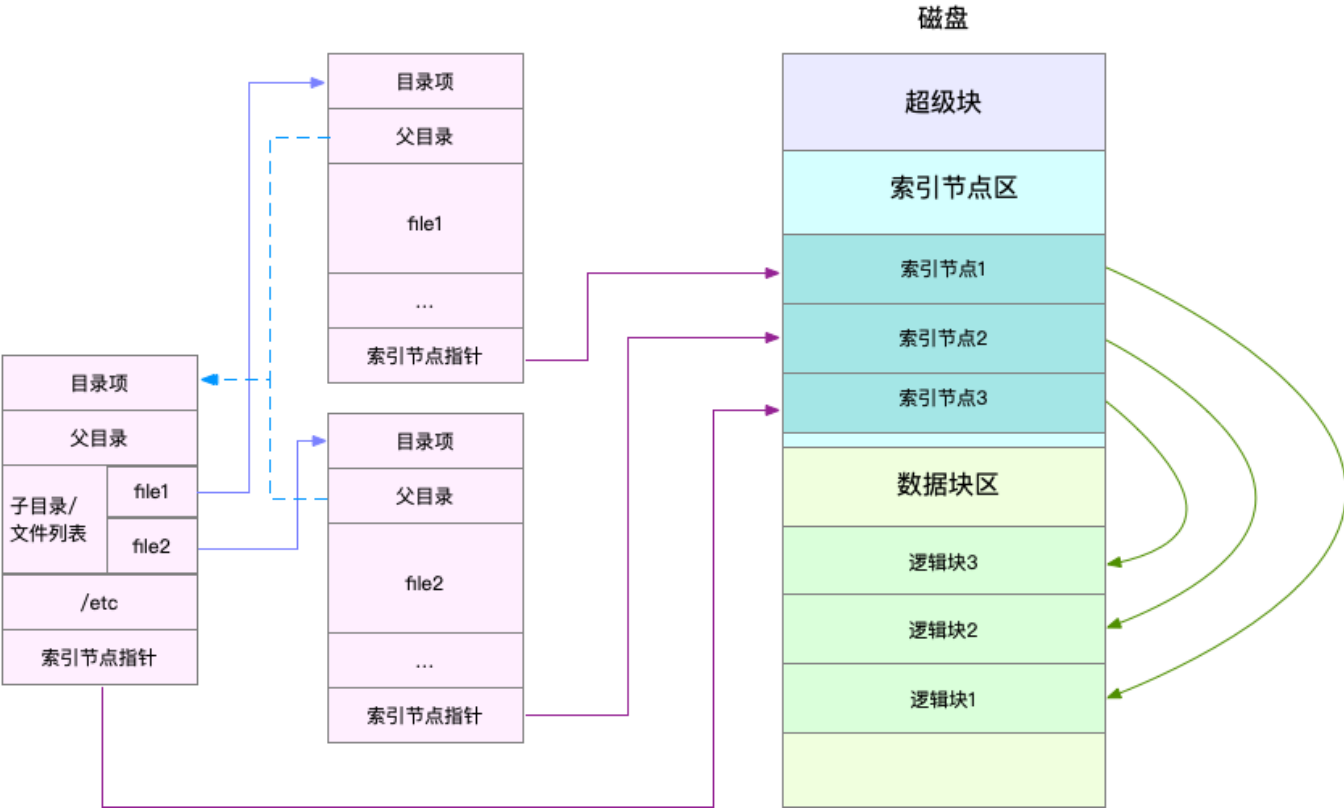 磁盘
目录项
父目录
file1
...
索引节点指针
目录项
父目录
子目录/
文件列表
file1
file2
/etc
索引节点指针
目录项
父目录
file2
...
索引节点指针
超级块
索引节点区
索引节点1
索引节点2
索引节点3
数据块区
逻辑块3
逻辑块2
逻辑块1